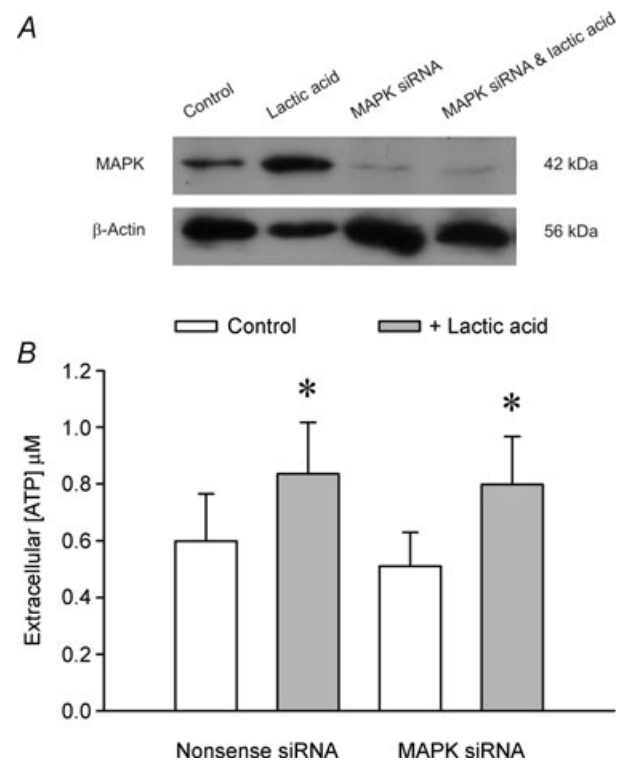 A
Control
Lactic acid
MAPK siRNA
MAPK siRNA & lactic acid
MAPK
42 kDa
β-Actin
56 kDa
Control
+ Lactic acid
B
1.2
*
*
1.0
0.8
0.6
0.4
0.2
0.0
Extracellular [ATP] μM
Nonsense siRNA
MAPK siRNA